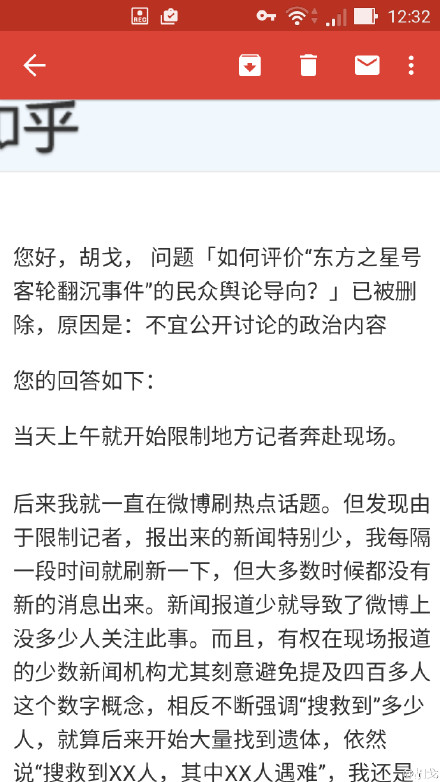 REC
12:32
知乎
您好，胡戈， 问题「如何评价“东方之星号
客轮翻沉事件”的民众舆论导向？」已被删
除，原因是：不宜公开讨论的政治内容
您的回答如下：
当天上午就开始限制地方记者奔赴现场。
后来我就一直在微博刷热点话题。但发现由
于限制记者，报出来的新闻特别少，我每隔
一段时间就刷新一下，但大多数时候都没有
新的消息出来。新闻报道少就导致了微博上
没多少人关注此事。而且，有权在现场报道
的少数新闻机构尤其刻意避免提及四百多人
这个数字概念，相反不断强调“搜救到”多少
人，就算后来开始大量找到遗体，依然
说“搜救到XX人，其中XX人遇难”，我还是